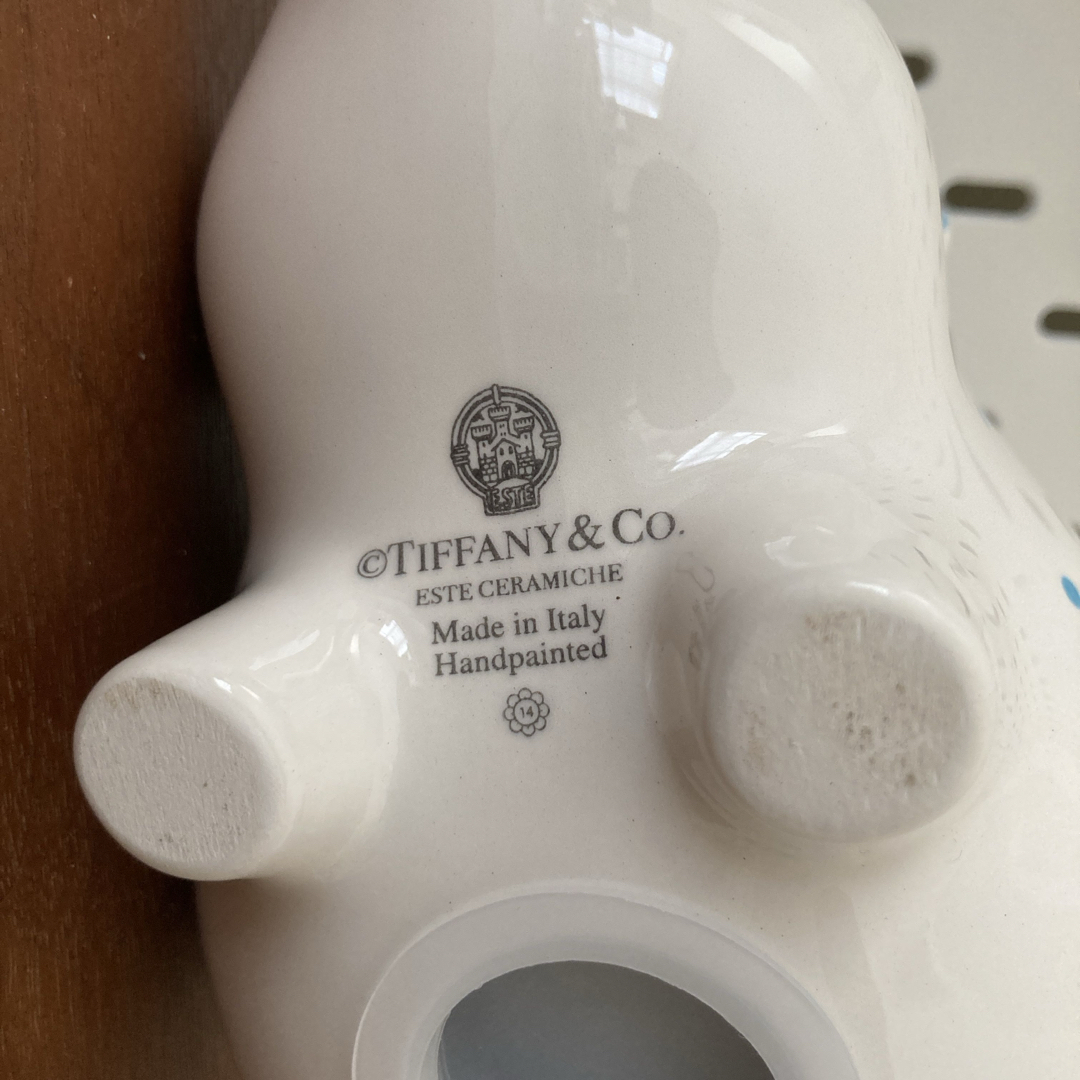 ESTE
©TIFFANY & CO.
ESTE CERAMICHE
Made in Italy
Handpainted
14